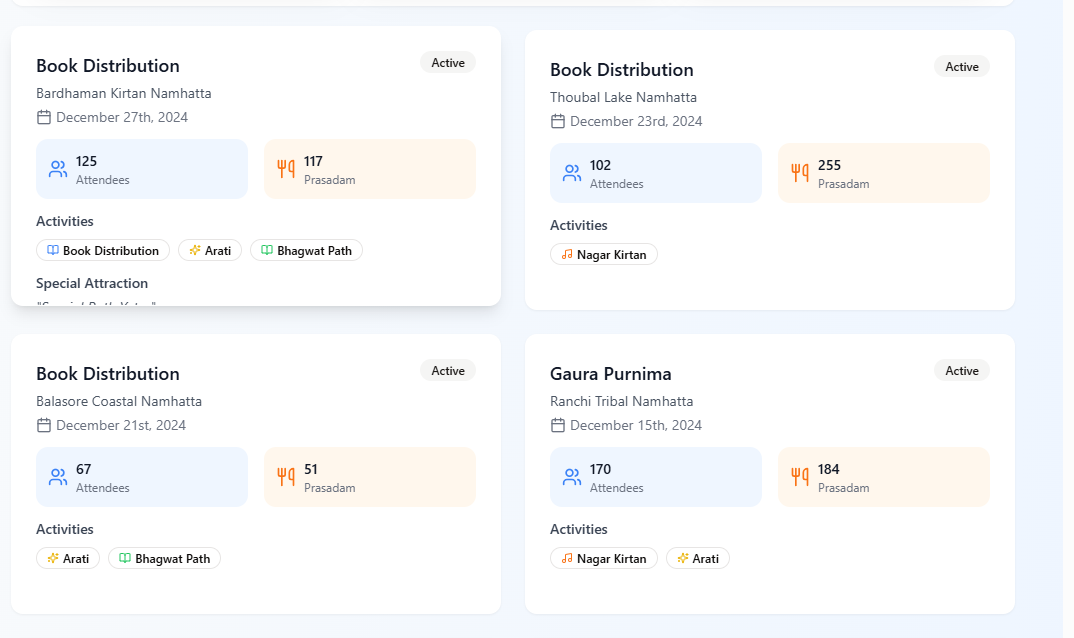 Book Distribution
Active
Bardhaman Kirtan Namhatta
December 27th, 2024
125
Attendees
117
Prasadam
Activities
Book Distribution
Arati
Bhagwat Path
Special Attraction
Book Distribution
Active
Thoubal Lake Namhatta
December 23rd, 2024
102
Attendees
255
Prasadam
Activities
Nagar Kirtan
Book Distribution
Active
Balasore Coastal Namhatta
December 21st, 2024
67
Attendees
51
Prasadam
Activities
Arati
Bhagwat Path
Gaura Purnima
Active
Ranchi Tribal Namhatta
December 15th, 2024
170
Attendees
184
Prasadam
Activities
Nagar Kirtan
Arati